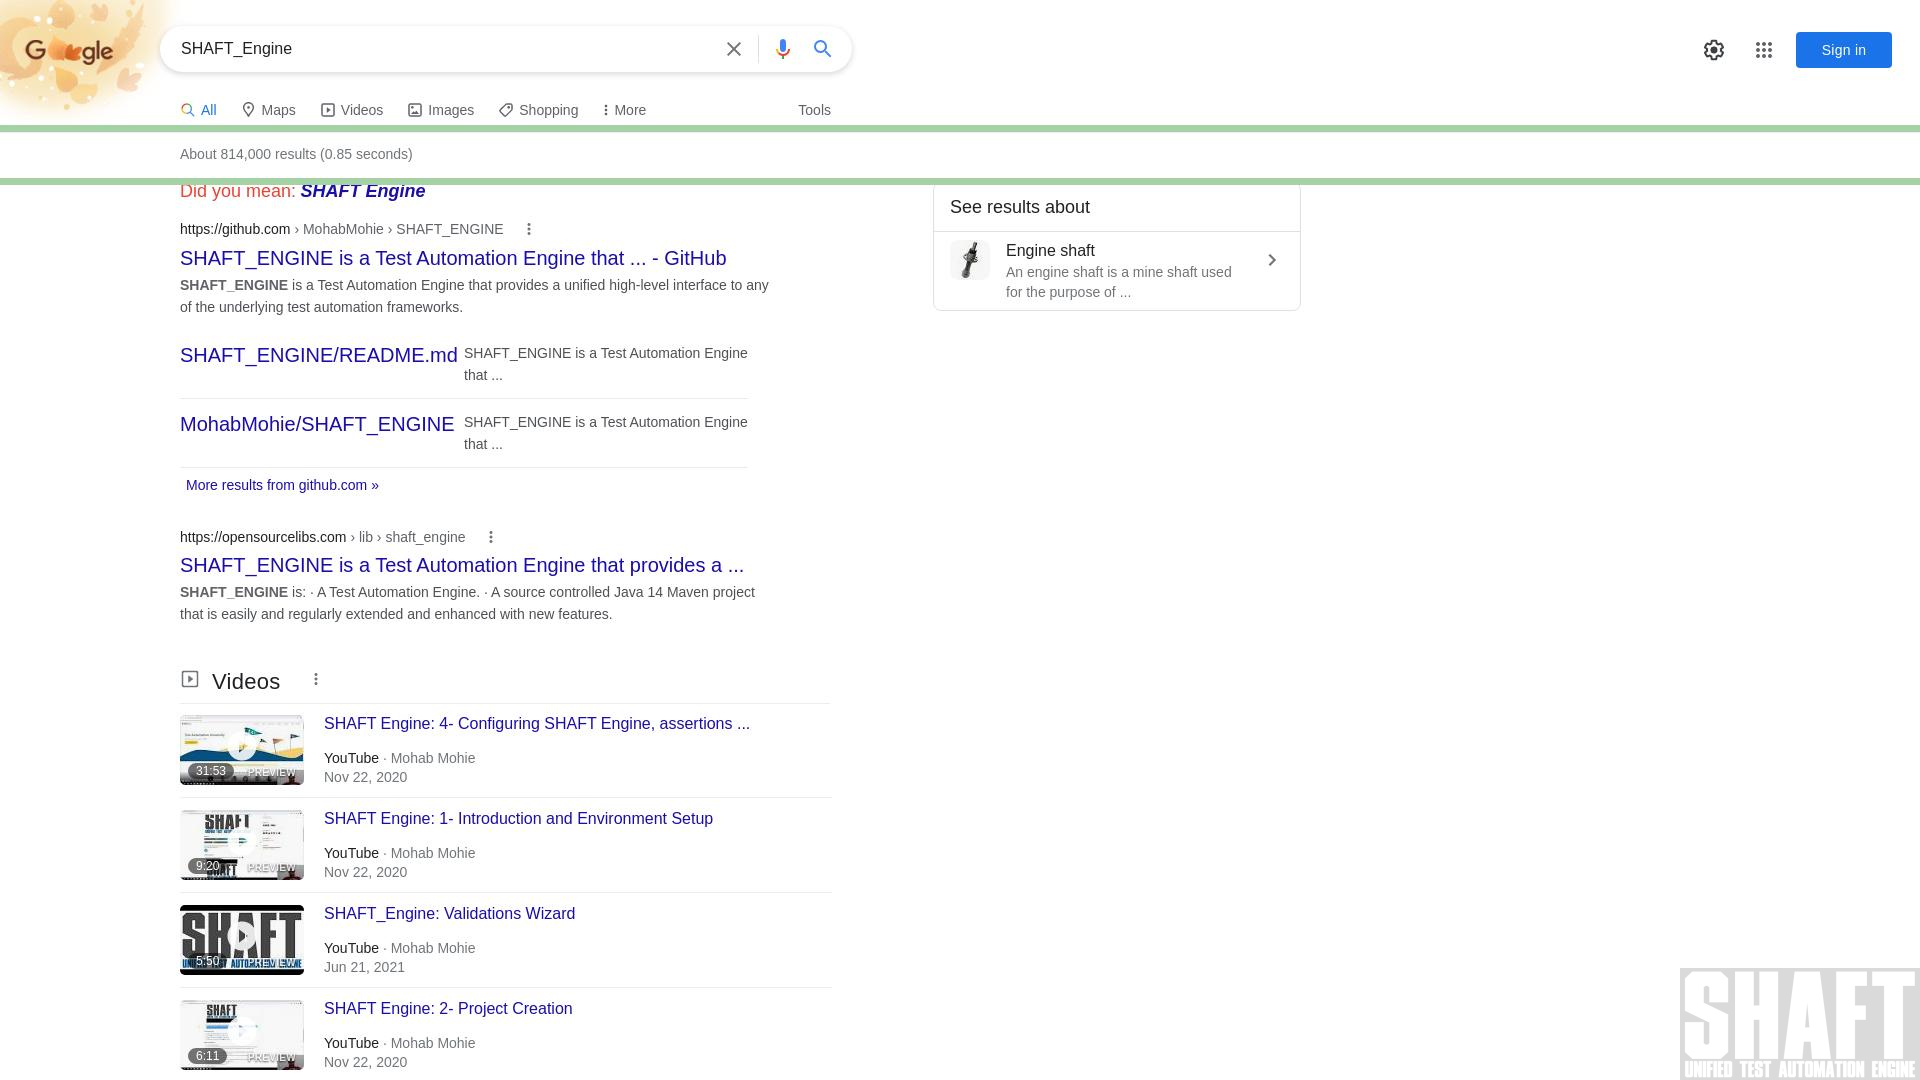 Google
SHAFT_Engine
Sign in
All
Maps
Videos
Images
Shopping
More
Tools
About 814,000 results (0.85 seconds)
Did you mean: SHAFT Engine
https://github.com › MohabMohie › SHAFT_ENGINE
SHAFT_ENGINE is a Test Automation Engine that ... - GitHub
SHAFT_ENGINE is a Test Automation Engine that provides a unified high-level interface to any
of the underlying test automation frameworks.
SHAFT_ENGINE/README.md
SHAFT_ENGINE is a Test Automation Engine
that ...
MohabMohie/SHAFT_ENGINE
SHAFT_ENGINE is a Test Automation Engine
that ...
More results from github.com »
https://opensourcelibs.com › lib › shaft_engine
SHAFT_ENGINE is a Test Automation Engine that provides a ...
SHAFT_ENGINE is: · A Test Automation Engine. · A source controlled Java 14 Maven project
that is easily and regularly extended and enhanced with new features.
Videos
31:53
PREVIEW
SHAFT Engine: 4- Configuring SHAFT Engine, assertions ...
YouTube · Mohab Mohie
Nov 22, 2020
SHAFT
9:20
PREVIEW
SHAFT Engine: 1- Introduction and Environment Setup
YouTube · Mohab Mohie
Nov 22, 2020
SHAFT
5:50
PREVIEW
UNIFIED TEST AUTOMATION ENGINE
SHAFT_Engine: Validations Wizard
YouTube · Mohab Mohie
Jun 21, 2021
SHAFT
6:11
PREVIEW
SHAFT Engine: 2- Project Creation
YouTube · Mohab Mohie
Nov 22, 2020
See results about
Engine shaft
An engine shaft is a mine shaft used
for the purpose of ...
SHAFT
UNIFIED TEST AUTOMATION ENGINE